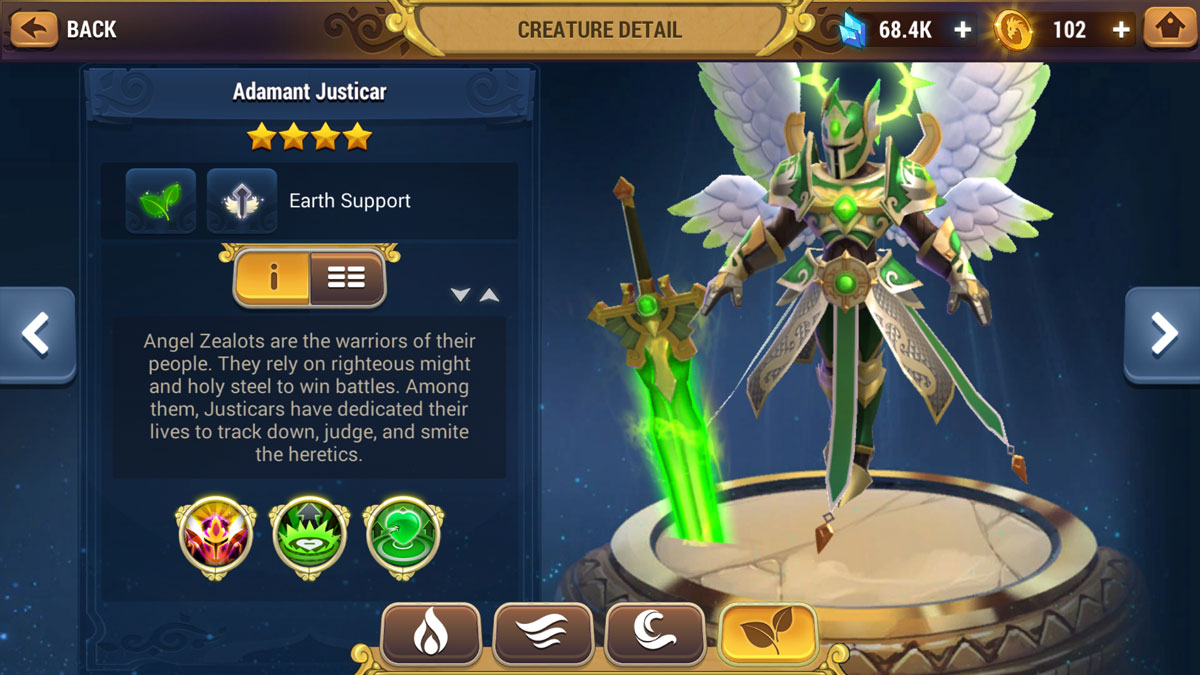 BACK
CREATURE DETAIL
68.4K
102
Adamant Justicar
Earth Support
i
Angel Zealots are the warriors of their
people. They rely on righteous might
and holy steel to win battles. Among
them, Justicars have dedicated their
lives to track down, judge, and smite
the heretics.